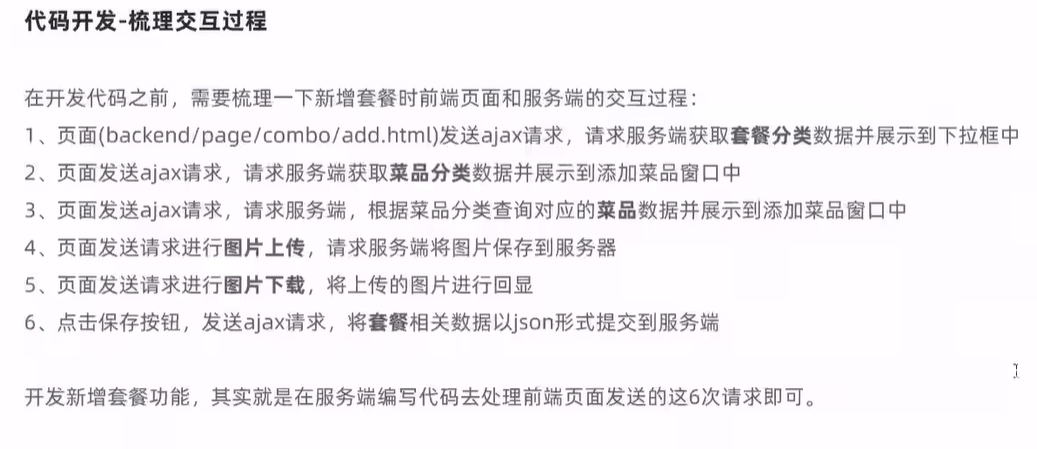 代码开发-梳理交互过程
在开发代码之前，需要梳理一下新增套餐时前端页面和服务端的交互过程：
1、页面(backend/page/combo/add.html)发送ajax请求，请求服务端获取套餐分类数据并展示到下拉框中
2、页面发送ajax请求，请求服务端获取菜品分类数据并展示到添加菜品窗口中
3、页面发送ajax请求，请求服务端，根据菜品分类查询对应的菜品数据并展示到添加菜品窗口中
4、页面发送请求进行图片上传，请求服务端将图片保存到服务器
5、页面发送请求进行图片下载，将上传的图片进行回显
6、点击保存按钮，发送ajax请求，将套餐相关数据以json形式提交到服务端
开发新增套餐功能，其实就是在服务端编写代码去处理前端页面发送的这6次请求即可。